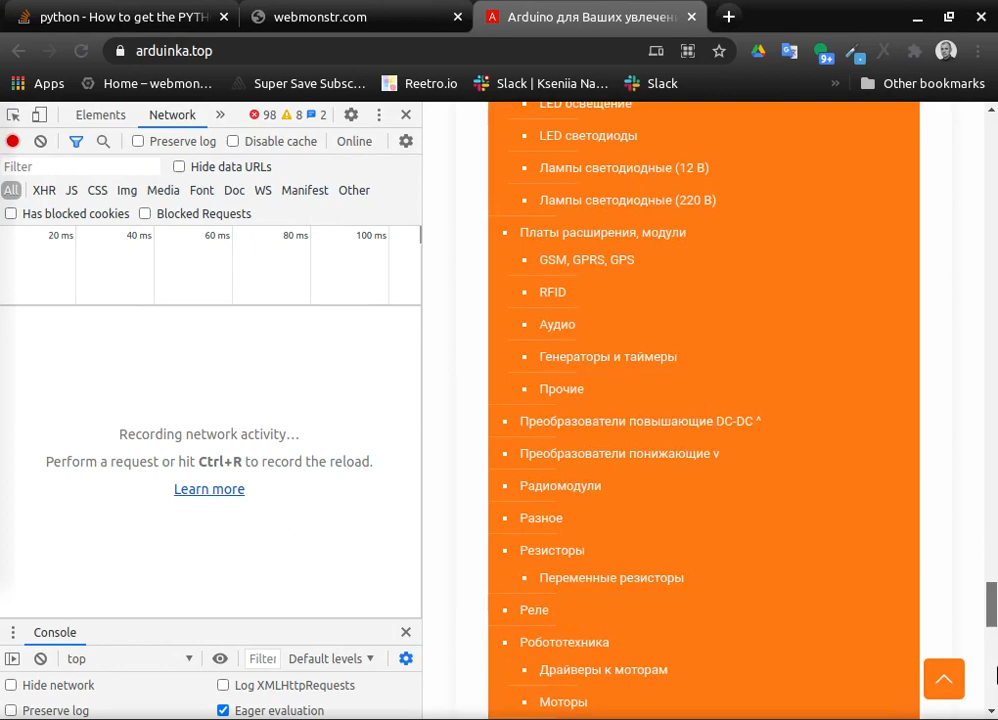 python - How to get the PYTH
webmonstr.com
Arduino для Ваших увлечен
arduinka.top
9+
Apps
Home – webmon...
Super Save Subsc...
Reetro.io
Slack | Kseniia Na...
Slack
»
Other bookmarks
Elements
Network
»
98
8
2
Preserve log
Disable cache
Online
Filter
Hide data URLs
All
XHR
JS
CSS
Img
Media
Font
Doc
WS
Manifest
Other
Has blocked cookies
Blocked Requests
20 ms
40 ms
60 ms
80 ms
100 ms
Recording network activity…
Perform a request or hit Ctrl+R to record the reload.
Learn more
Console
top
Filter
Default levels
Hide network
Log XMLHttpRequests
Preserve log
Eager evaluation
LED освещение
LED светодиоды
Лампы светодиодные (12 В)
Лампы светодиодные (220 В)
Платы расширения, модули
GSM, GPRS, GPS
RFID
Аудио
Генераторы и таймеры
Прочие
Преобразователи повышающие DC-DC ^
Преобразователи понижающие v
Радиомодули
Разное
Резисторы
Переменные резисторы
Реле
Робототехника
Драйверы к моторам
Моторы